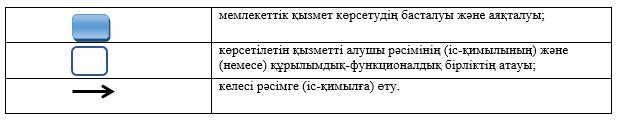 мемлекеттік қызмет көрсетудің басталуы және аяқталуы;
көрсетілетін қызметті алушы рәсімінің (іс-қимылының) және
(немесе) құрылымдық-функционалдық бірліктің атауы;
келесі рәсімге (іс-қимылға) өту.